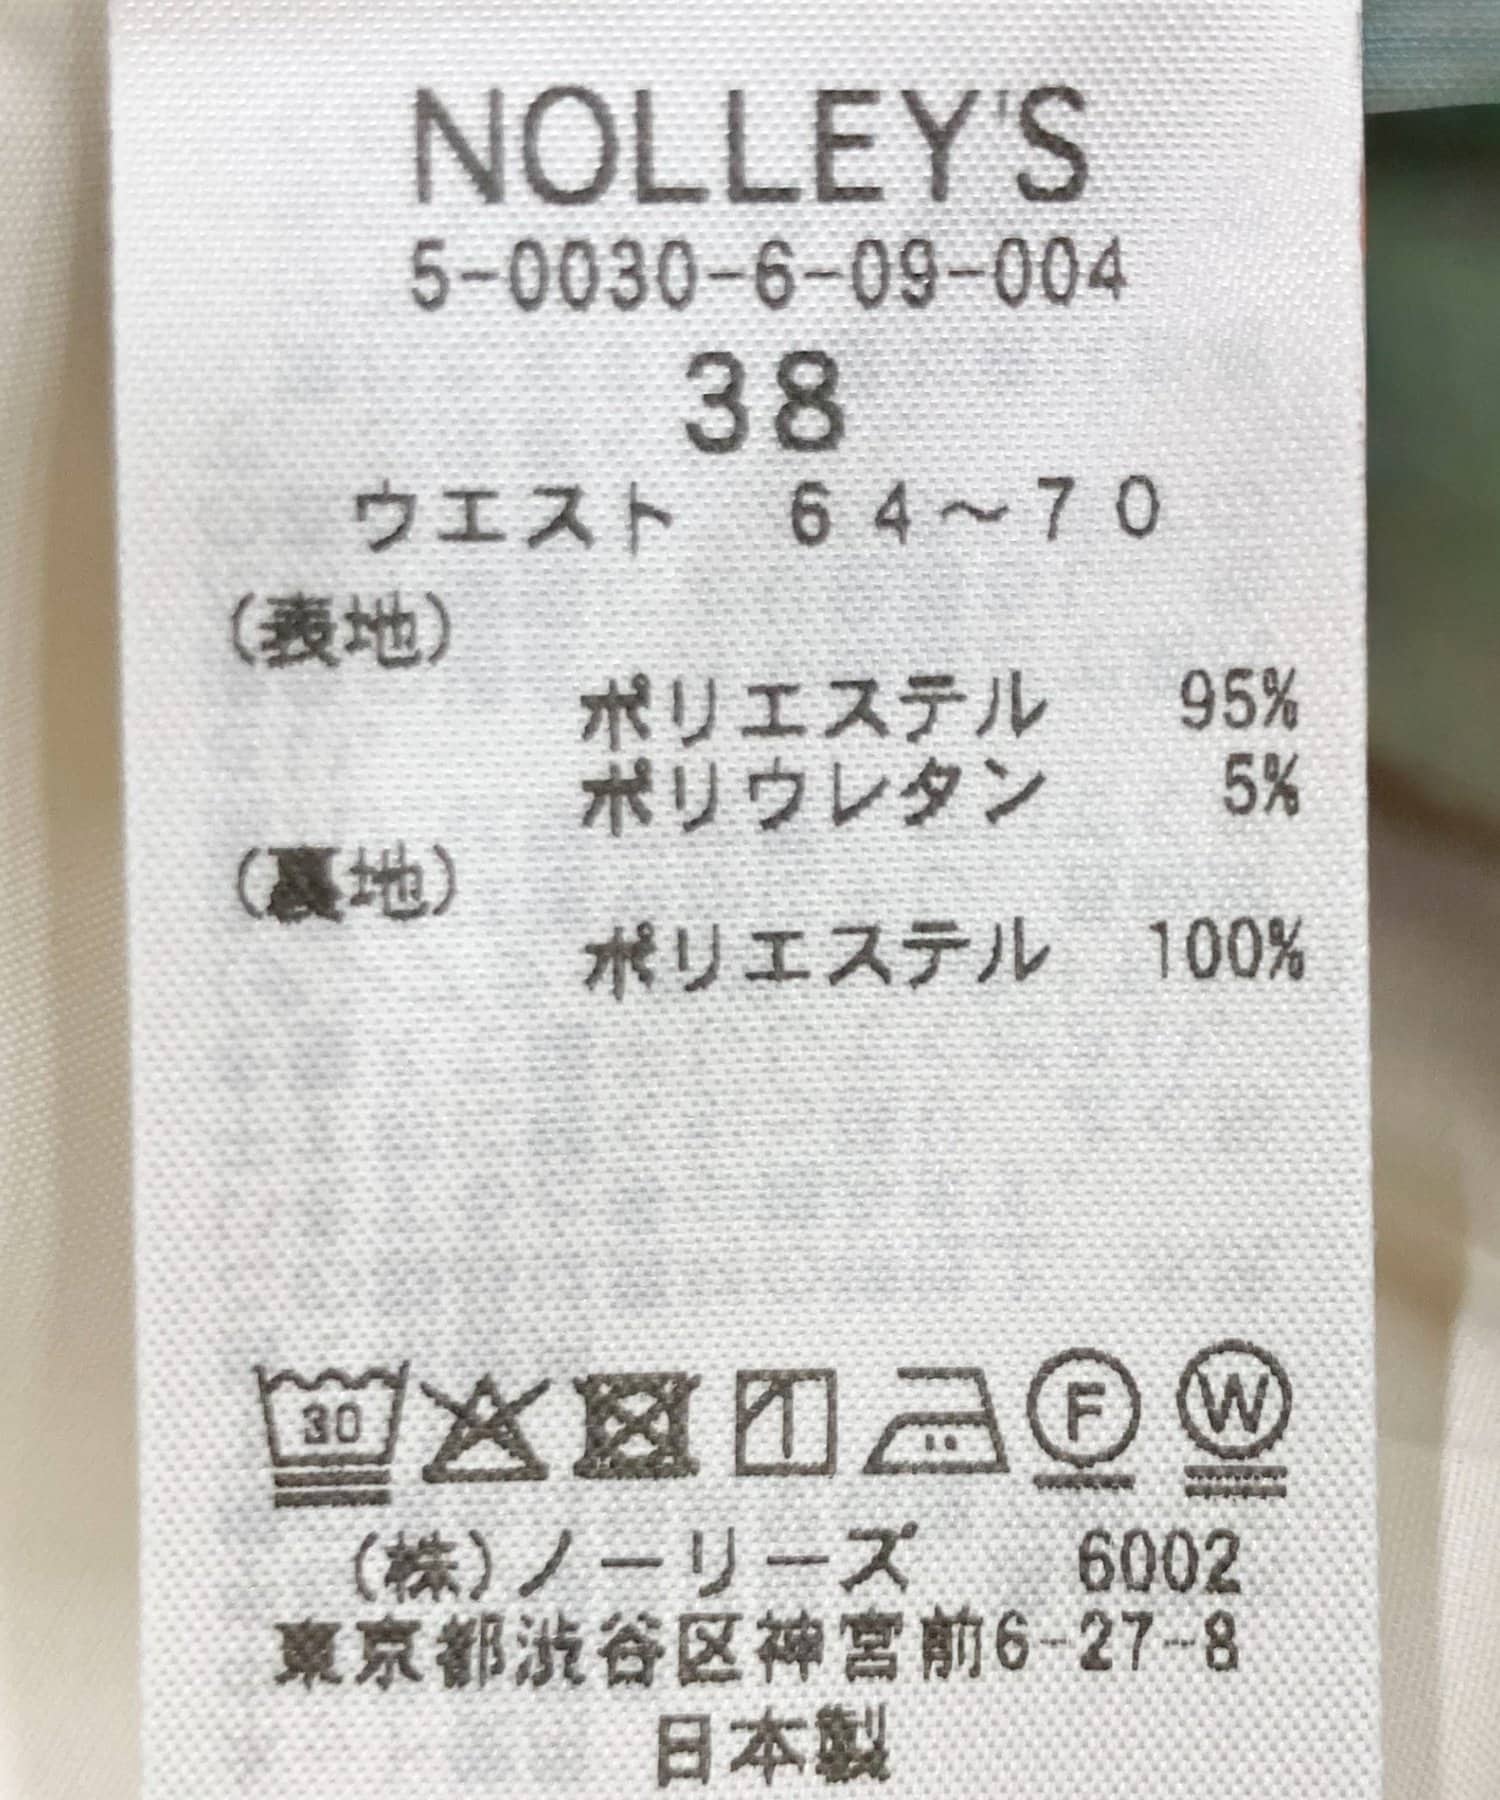 NOLLEY'S
5-0030-6-09-004
38
ウエスト　６４～７０
(表地)
ポリエステル 95%
ポリウレタン 5%
(裏地)
ポリエステル 100%
30 F W
(株)ノーリーズ 6002
東京都渋谷区神宮前6-27-8
日本製